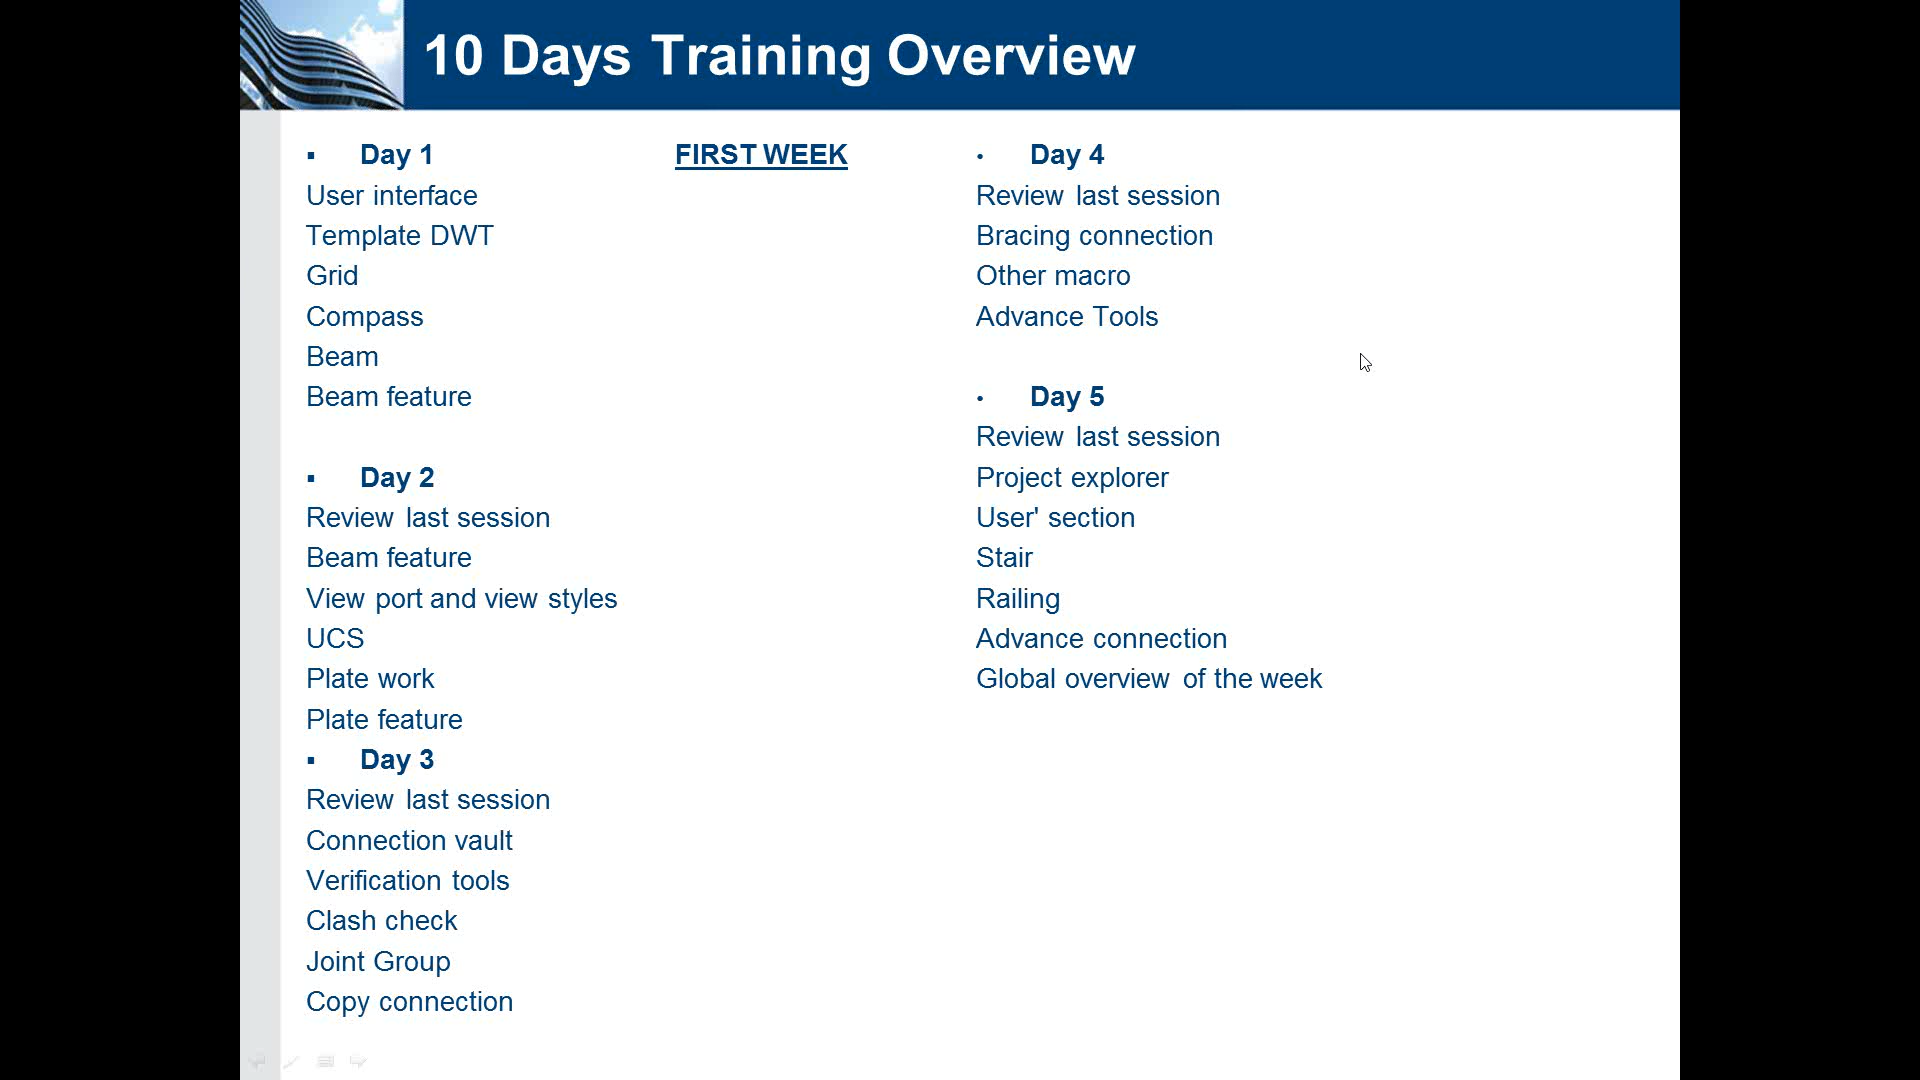 10 Days Training Overview
▪ Day 1
User interface
Template DWT
Grid
Compass
Beam
Beam feature
▪ Day 2
Review last session
Beam feature
View port and view styles
UCS
Plate work
Plate feature
▪ Day 3
Review last session
Connection vault
Verification tools
Clash check
Joint Group
Copy connection
FIRST WEEK
• Day 4
Review last session
Bracing connection
Other macro
Advance Tools
• Day 5
Review last session
Project explorer
User' section
Stair
Railing
Advance connection
Global overview of the week